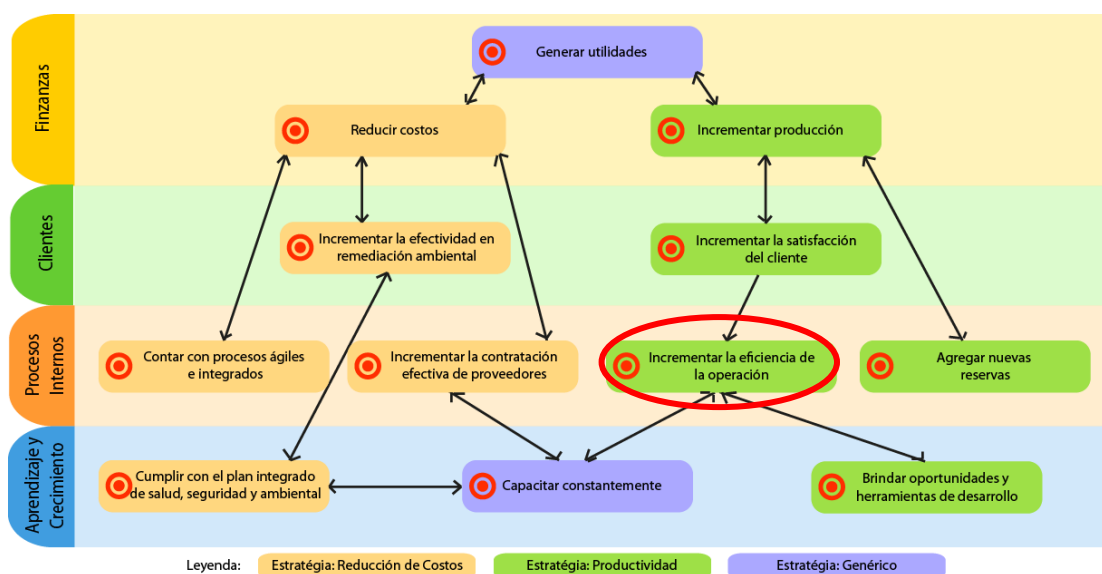 Finzanzas
Generar utilidades
Reducir costos
Incrementar producción
Clientes
Incrementar la efectividad en
remediación ambiental
Incrementar la satisfacción
del cliente
Procesos
Internos
Contar con procesos ágiles
e integrados
Incrementar la contratación
efectiva de proveedores
Incrementar la eficiencia de
la operación
Agregar nuevas
reservas
Aprendizaje y
Crecimiento
Cumplir con el plan integrado
de salud, seguridad y ambiental
Capacitar constantemente
Brindar oportunidades y
herramientas de desarrollo
Leyenda:
Estratégia: Reducción de Costos
Estratégia: Productividad
Estratégia: Genérico